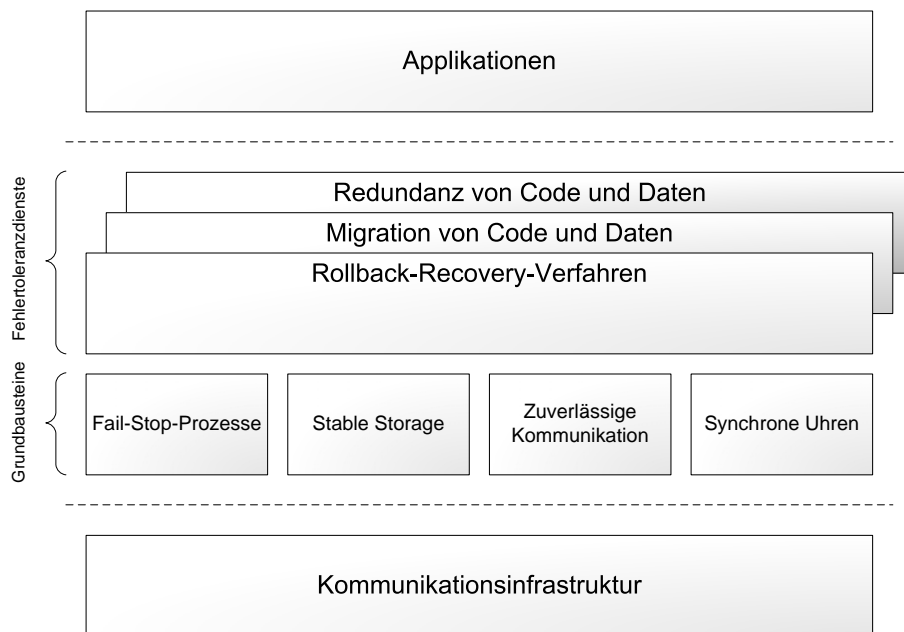 Applikationen
Fehlertoleranzdienste
Redundanz von Code und Daten
Migration von Code und Daten
Rollback-Recovery-Verfahren
Grundbausteine
Fail-Stop-Prozesse
Stable Storage
Zuverlässige
Kommunikation
Synchrone Uhren
Kommunikationsinfrastruktur